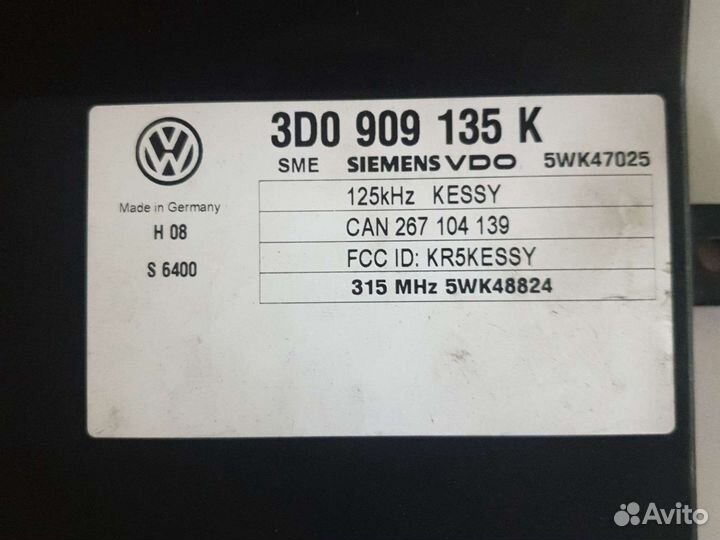 3D0 909 135 K
SME SIEMENS VDO 5WK47025
125kHz KESSY
CAN 267 104 139
FCC ID: KR5KESSY
315 MHz 5WK48824
Made in Germany
H 08
S 6400
Avito